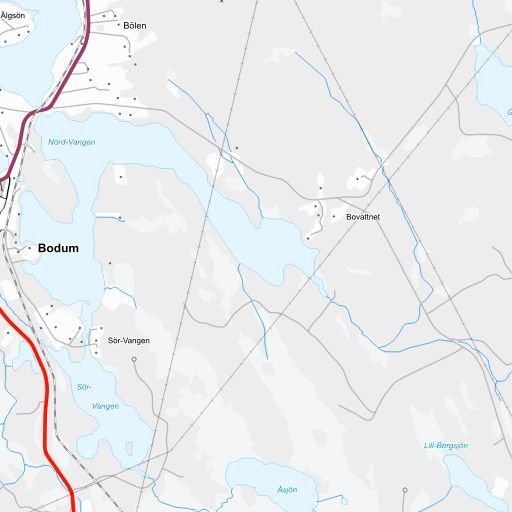 Älgsön
Bölen
Nörd-Vangen
G
Bovattnet
Bodum
Sör-Vangen
Sör-
Vangen
Lill-Bergsjön
Åsjön